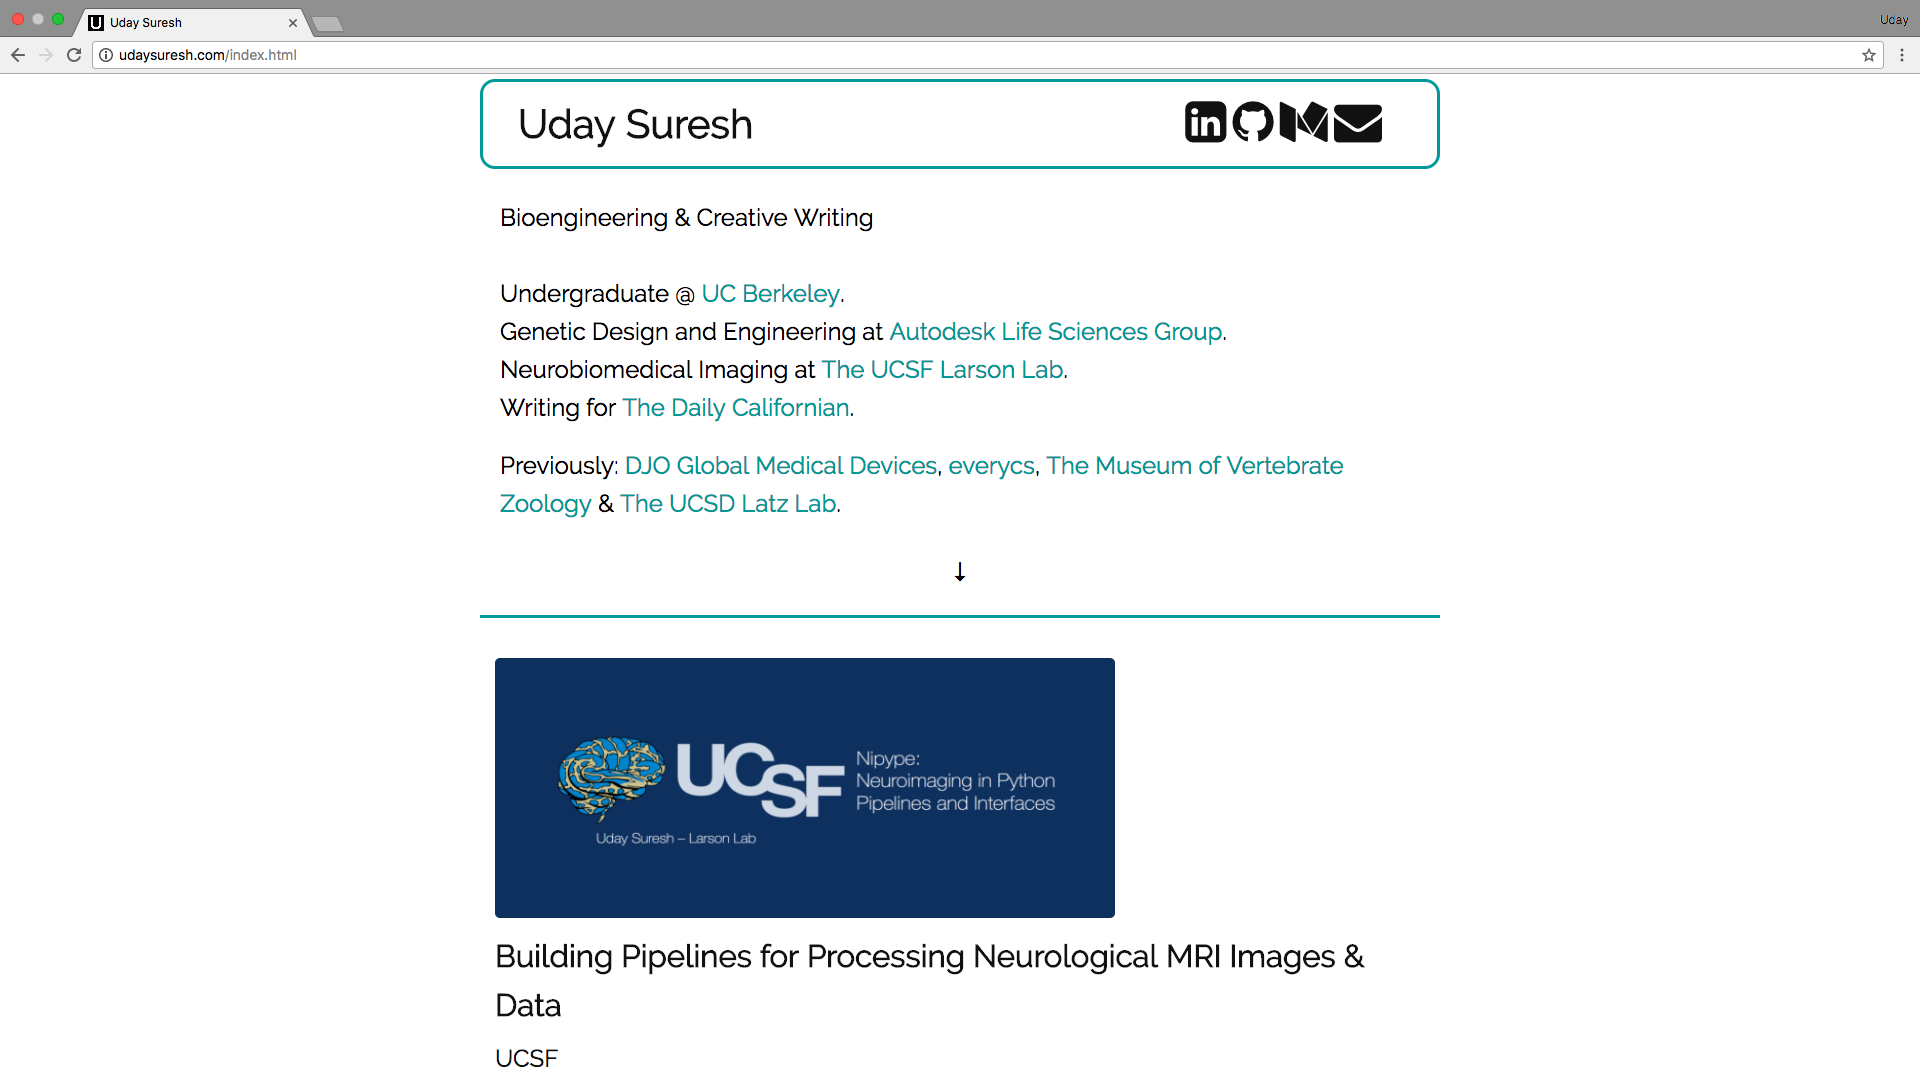 Uday Suresh
Uday
udaysuresh.com/index.html
Uday Suresh
Bioengineering & Creative Writing
Undergraduate @ UC Berkeley.
Genetic Design and Engineering at Autodesk Life Sciences Group.
Neurobiomedical Imaging at The UCSF Larson Lab.
Writing for The Daily Californian.
Previously: DJO Global Medical Devices, everycs, The Museum of Vertebrate
Zoology & The UCSD Latz Lab.
UCSF
Nipype:
Neuroimaging in Python
Pipelines and Interfaces
Uday Suresh – Larson Lab
Building Pipelines for Processing Neurological MRI Images &
Data
UCSF